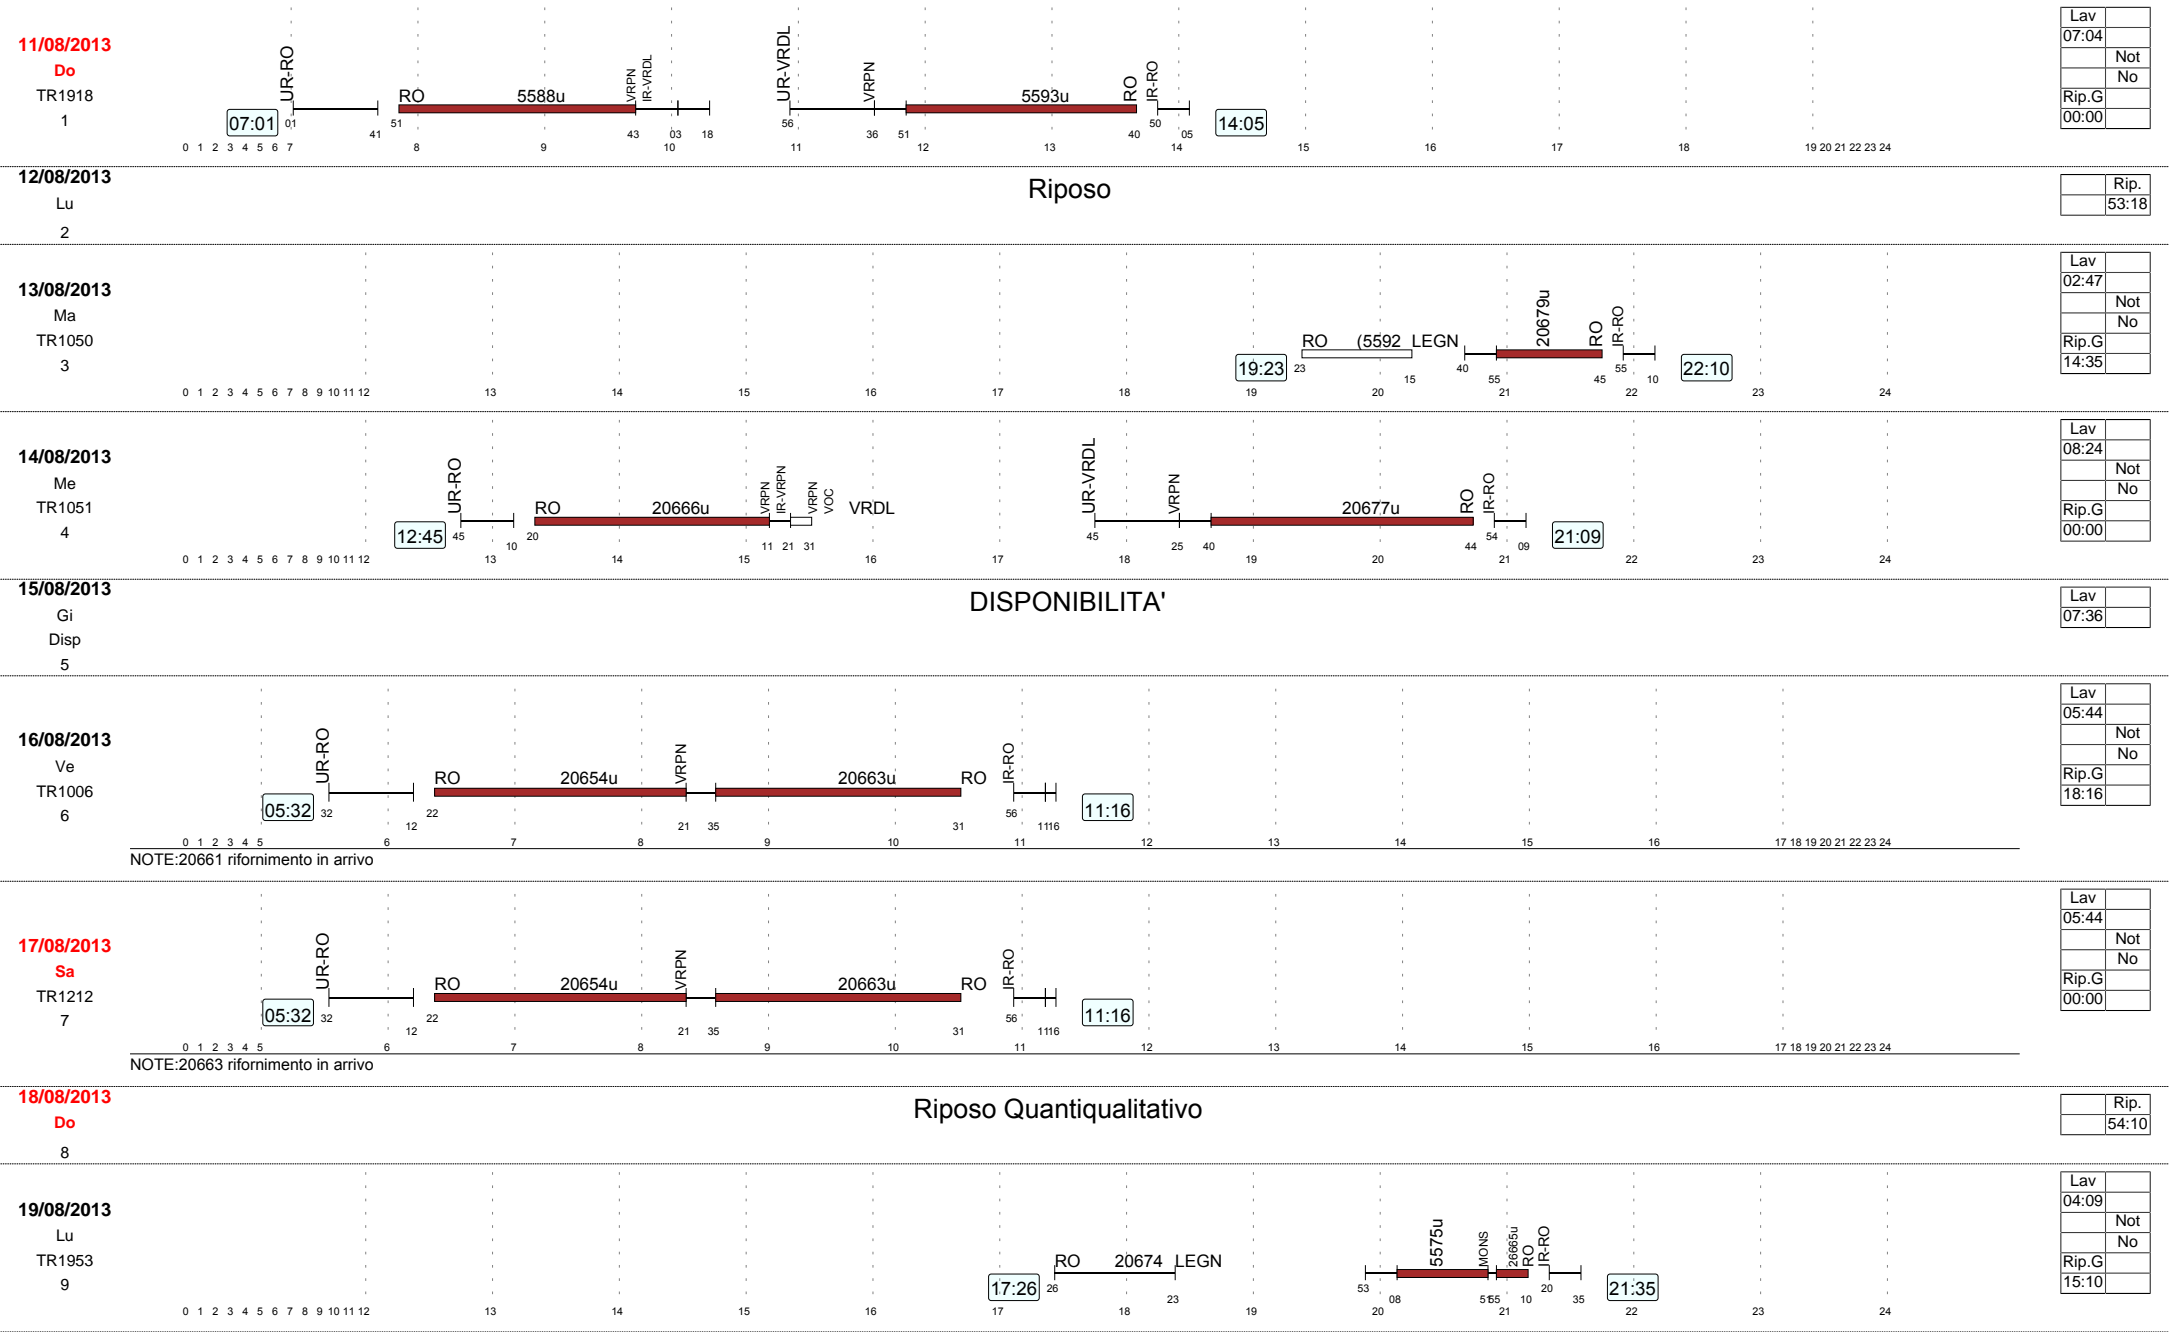 11/08/2013
Do
TR1918
1
07:01
UR-RO
RO 5588u VRPN IR-VRDL
UR-VRDL VRPN 5593u RO IR-RO
01 41 51 43 03 18 56 36 51 40 50 05
14:05
0 1 2 3 4 5 6 7 8 9 10 11 12 13 14 15 16 17 18 19 20 21 22 23 24
Lav
07:04
Not
No
Rip.G
00:00
12/08/2013
Lu
2
Riposo
Rip.
53:18
13/08/2013
Ma
TR1050
3
19:23
RO (5592 LEGN 20679u RO IR-RO
23 15 40 55 45 55 10
22:10
0 1 2 3 4 5 6 7 8 9 10 11 12 13 14 15 16 17 18 19 20 21 22 23 24
Lav
02:47
Not
No
Rip.G
14:35
14/08/2013
Me
TR1051
4
12:45
UR-RO RO 20666u VRPN IR-VRPN VRPN VOC VRDL
UR-VRDL VRPN 20677u RO IR-RO
45 10 20 11 21 31 45 25 40 44 54 09
21:09
0 1 2 3 4 5 6 7 8 9 10 11 12 13 14 15 16 17 18 19 20 21 22 23 24
Lav
08:24
Not
No
Rip.G
00:00
15/08/2013
Gi
Disp
5
DISPONIBILITA'
Lav
07:36
16/08/2013
Ve
TR1006
6
05:32
UR-RO RO 20654u VRPN 20663u RO IR-RO
32 12 22 21 35 31 56 11 16
11:16
0 1 2 3 4 5 6 7 8 9 10 11 12 13 14 15 16 17 18 19 20 21 22 23 24
NOTE:20661 rifornimento in arrivo
Lav
05:44
Not
No
Rip.G
18:16
17/08/2013
Sa
TR1212
7
05:32
UR-RO RO 20654u VRPN 20663u RO IR-RO
32 12 22 21 35 31 56 11 16
11:16
0 1 2 3 4 5 6 7 8 9 10 11 12 13 14 15 16 17 18 19 20 21 22 23 24
NOTE:20663 rifornimento in arrivo
Lav
05:44
Not
No
Rip.G
00:00
18/08/2013
Do
8
Riposo Quantiqualitativo
Rip.
54:10
19/08/2013
Lu
TR1953
9
17:26
RO 20674 LEGN 5575u MONS 26665u RO IR-RO
26 23 53 08 51 55 10 20 35
21:35
0 1 2 3 4 5 6 7 8 9 10 11 12 13 14 15 16 17 18 19 20 21 22 23 24
Lav
04:09
Not
No
Rip.G
15:10